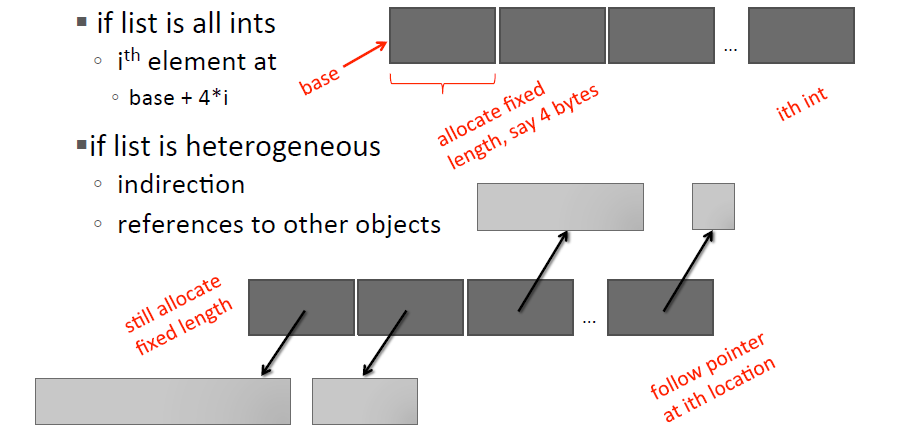 ▪ if list is all ints
◦ iᵗʰ element at
◦ base + 4*i
base
...
allocate fixed
length, say 4 bytes
ith int
▪if list is heterogeneous
◦ indirection
◦ references to other objects
still allocate
fixed length
...
follow pointer
at ith location